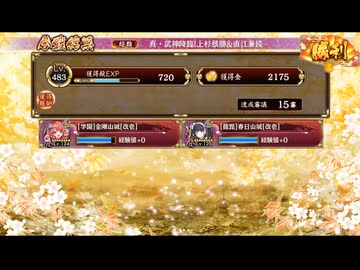 合戦結果
超難 真・武神降臨!上杉景勝&直江兼続
勝利
LV
483
獲得殿EXP 720
獲得金 2175
達成審議 15審
[学園]金剛山城[改壱]
経験値+0
[龍毘]春日山城[改壱]
経験値+0